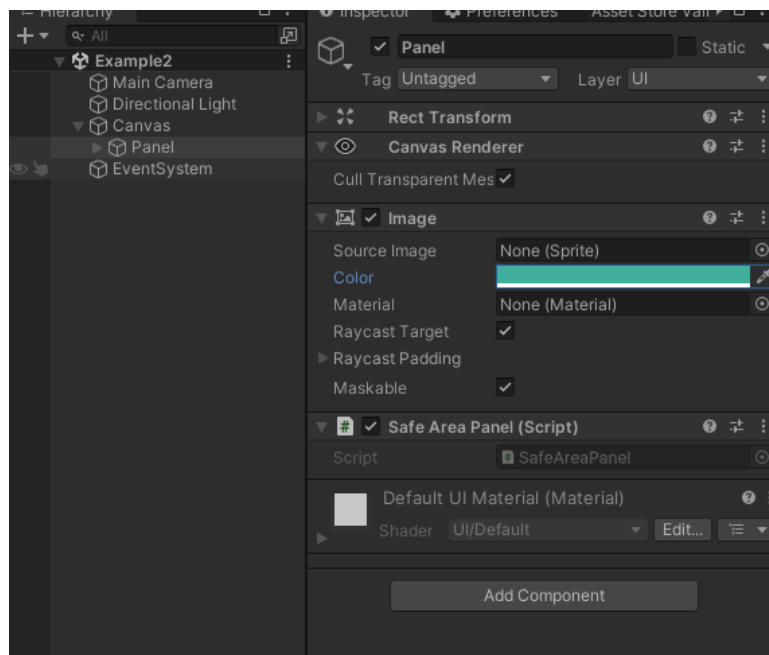 Hierarchy
All
Example2
Main Camera
Directional Light
Canvas
Panel
EventSystem
Inspector Preferences Asset Store
Panel Static
Tag Untagged Layer UI
Rect Transform
Canvas Renderer
Cull Transparent Mes
Image
Source Image None (Sprite)
Color
Material None (Material)
Raycast Target
Raycast Padding
Maskable
# Safe Area Panel (Script)
Script # SafeAreaPanel
Default UI Material (Material)
Shader UI/Default Edit...
Add Component